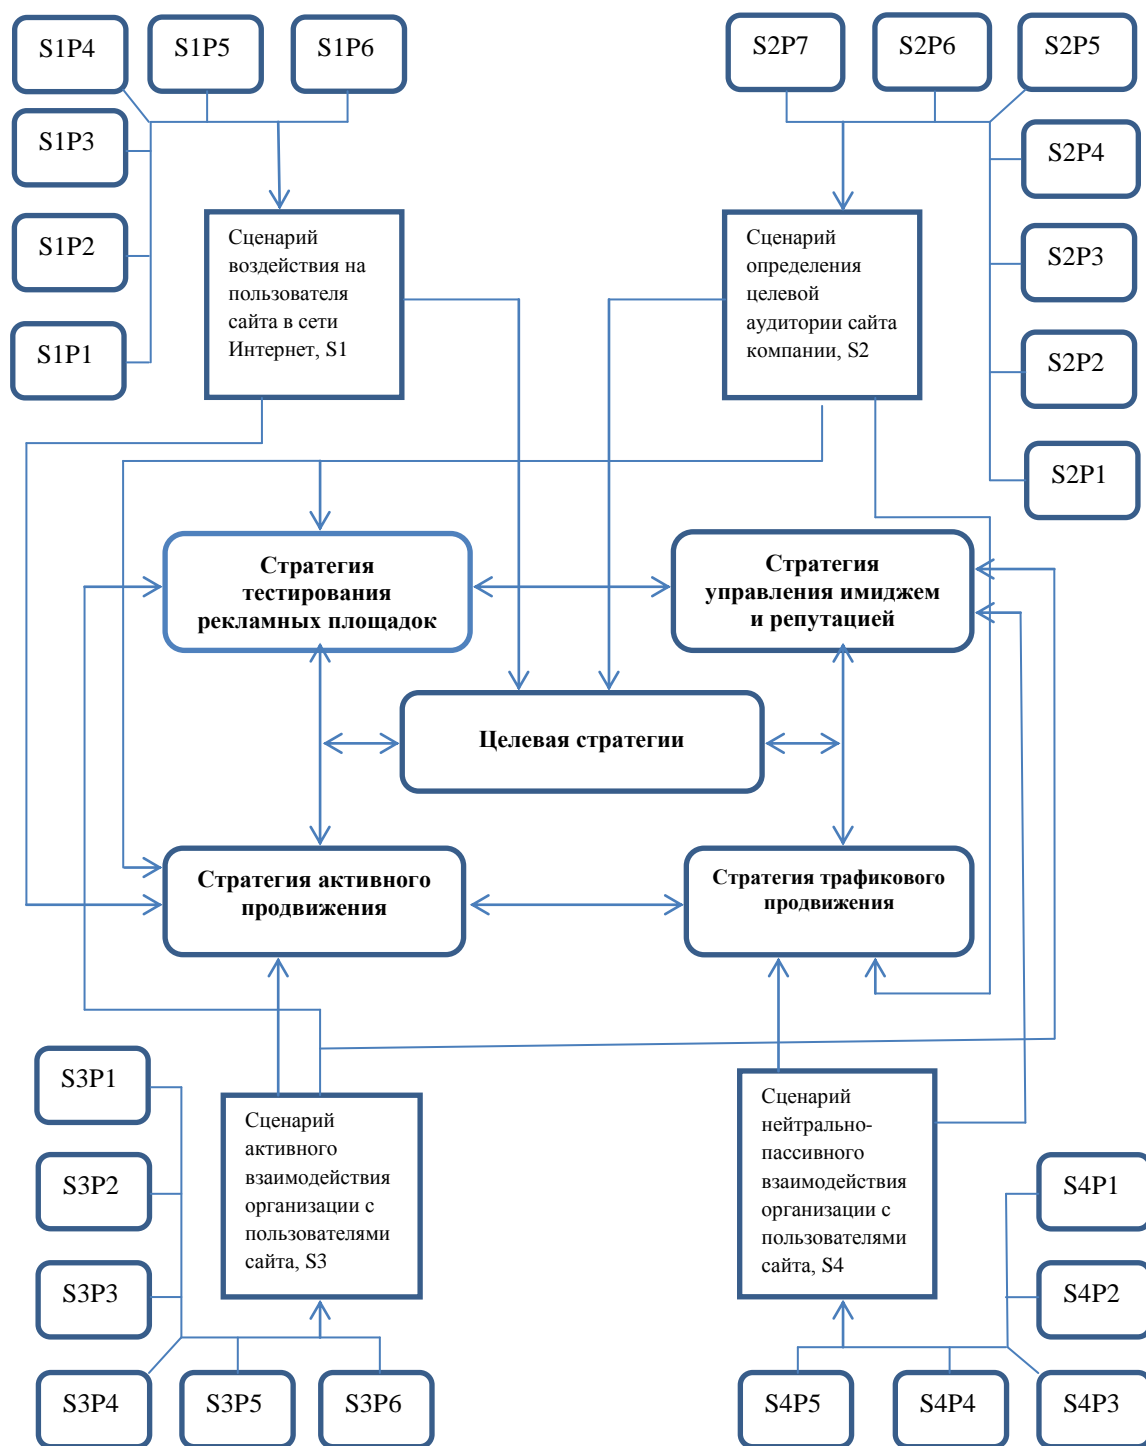 S1P4
S1P5
S1P6
S2P7
S2P6
S2P5
S1P3
S2P4
S1P2
S2P3
S1P1
S2P2
S2P1
Сценарий
воздействия на
пользователя
сайта в сети
Интернет, S1
Сценарий
определения
целевой
аудитории сайта
компании, S2
Стратегия
тестирования
рекламных площадок
Стратегия
управления имиджем
и репутацией
Целевая стратегии
Стратегия активного
продвижения
Стратегия трафикового
продвижения
S3P1
S3P2
S3P3
S3P4
S3P5
S3P6
Сценарий
активного
взаимодействия
организации с
пользователями
сайта, S3
Сценарий
нейтрально-
пассивного
взаимодействия
организации с
пользователями
сайта, S4
S4P1
S4P2
S4P5
S4P4
S4P3